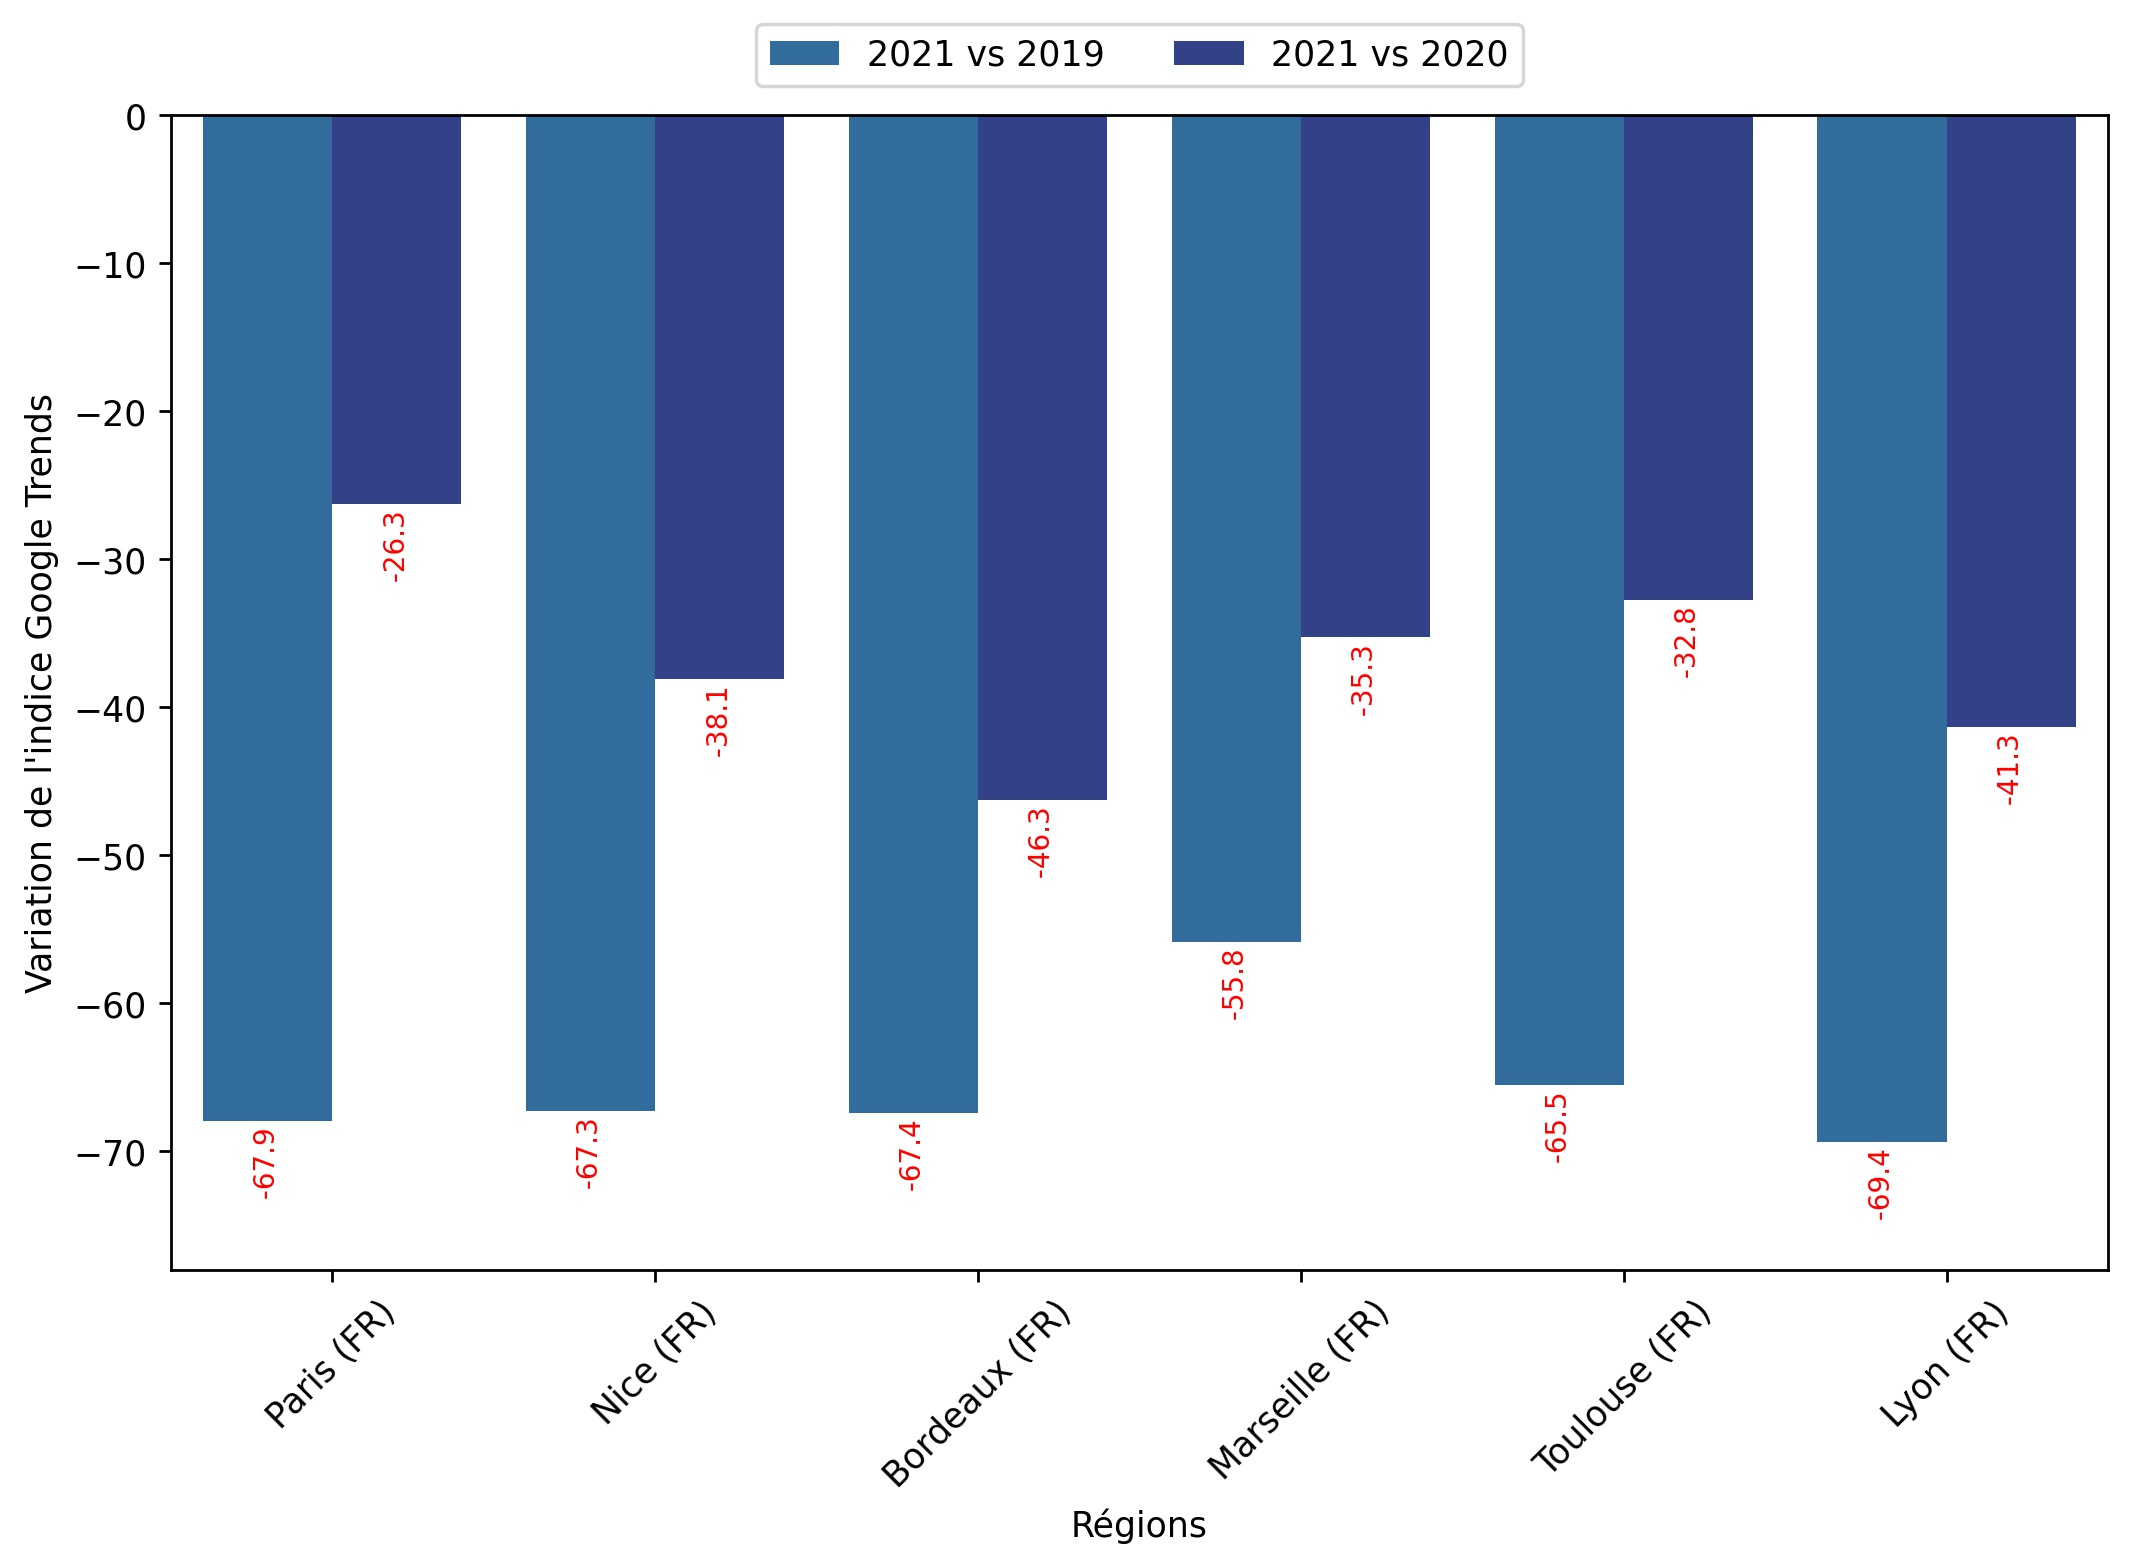 2021 vs 2019 2021 vs 2020
0
−10
−20
−30
−40
−50
−60
−70
Variation de l'indice Google Trends
-67.9
-26.3
-67.3
-38.1
-67.4
-46.3
-55.8
-35.3
-65.5
-32.8
-69.4
-41.3
Paris (FR)
Nice (FR)
Bordeaux (FR)
Marseille (FR)
Toulouse (FR)
Lyon (FR)
Régions